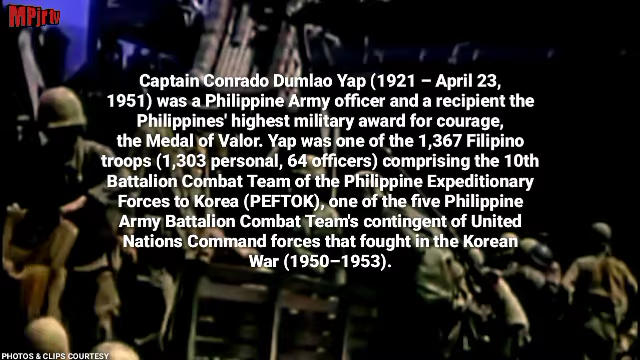 MPjrtv
Captain Conrado Dumlao Yap (1921 – April 23,
1951) was a Philippine Army officer and a recipient the
Philippines' highest military award for courage,
the Medal of Valor. Yap was one of the 1,367 Filipino
troops (1,303 personal, 64 officers) comprising the 10th
Battalion Combat Team of the Philippine Expeditionary
Forces to Korea (PEFTOK), one of the five Philippine
Army Battalion Combat Team's contingent of United
Nations Command forces that fought in the Korean
War (1950–1953).
PHOTOS & CLIPS COURTESY